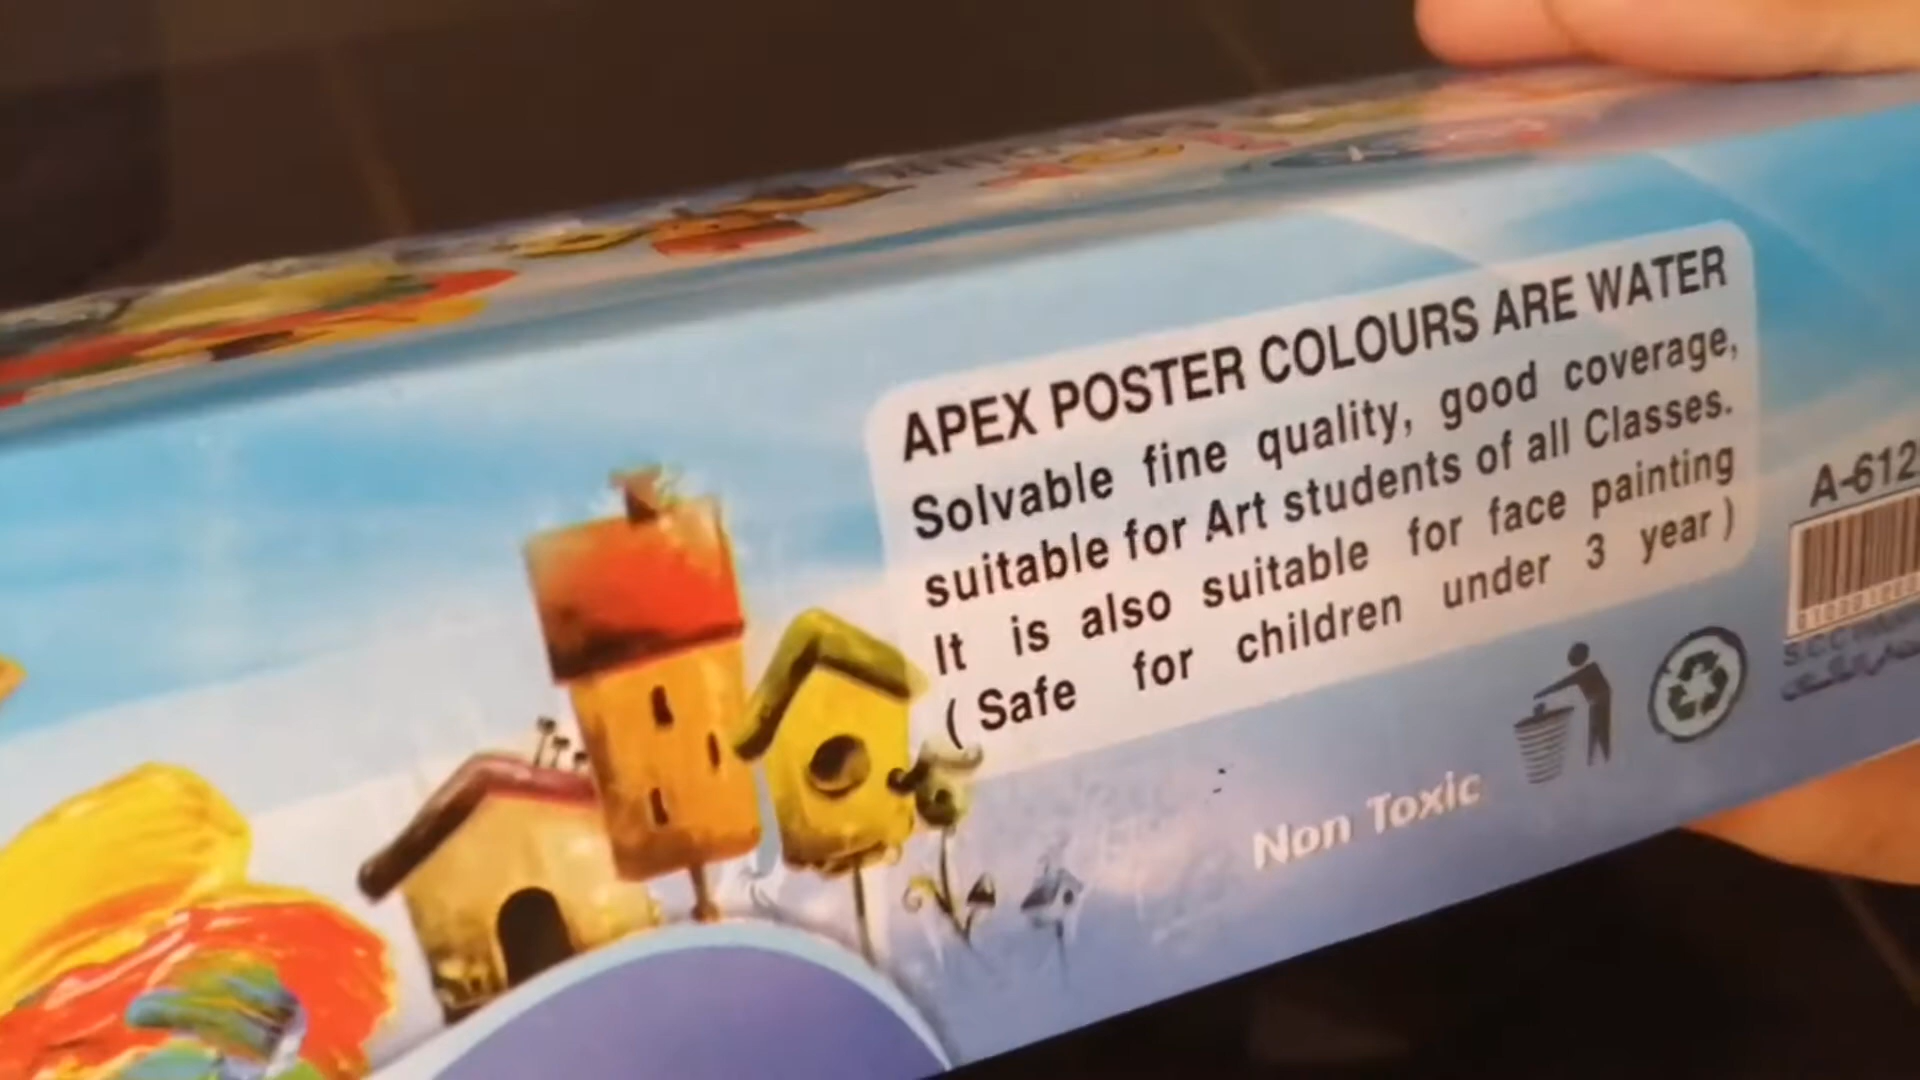 APEX POSTER COLOURS ARE WATER
Solvable fine quality, good coverage,
suitable for Art students of all Classes.
It is also suitable for face painting
( Safe for children under 3 year )
Non Toxic
A-612